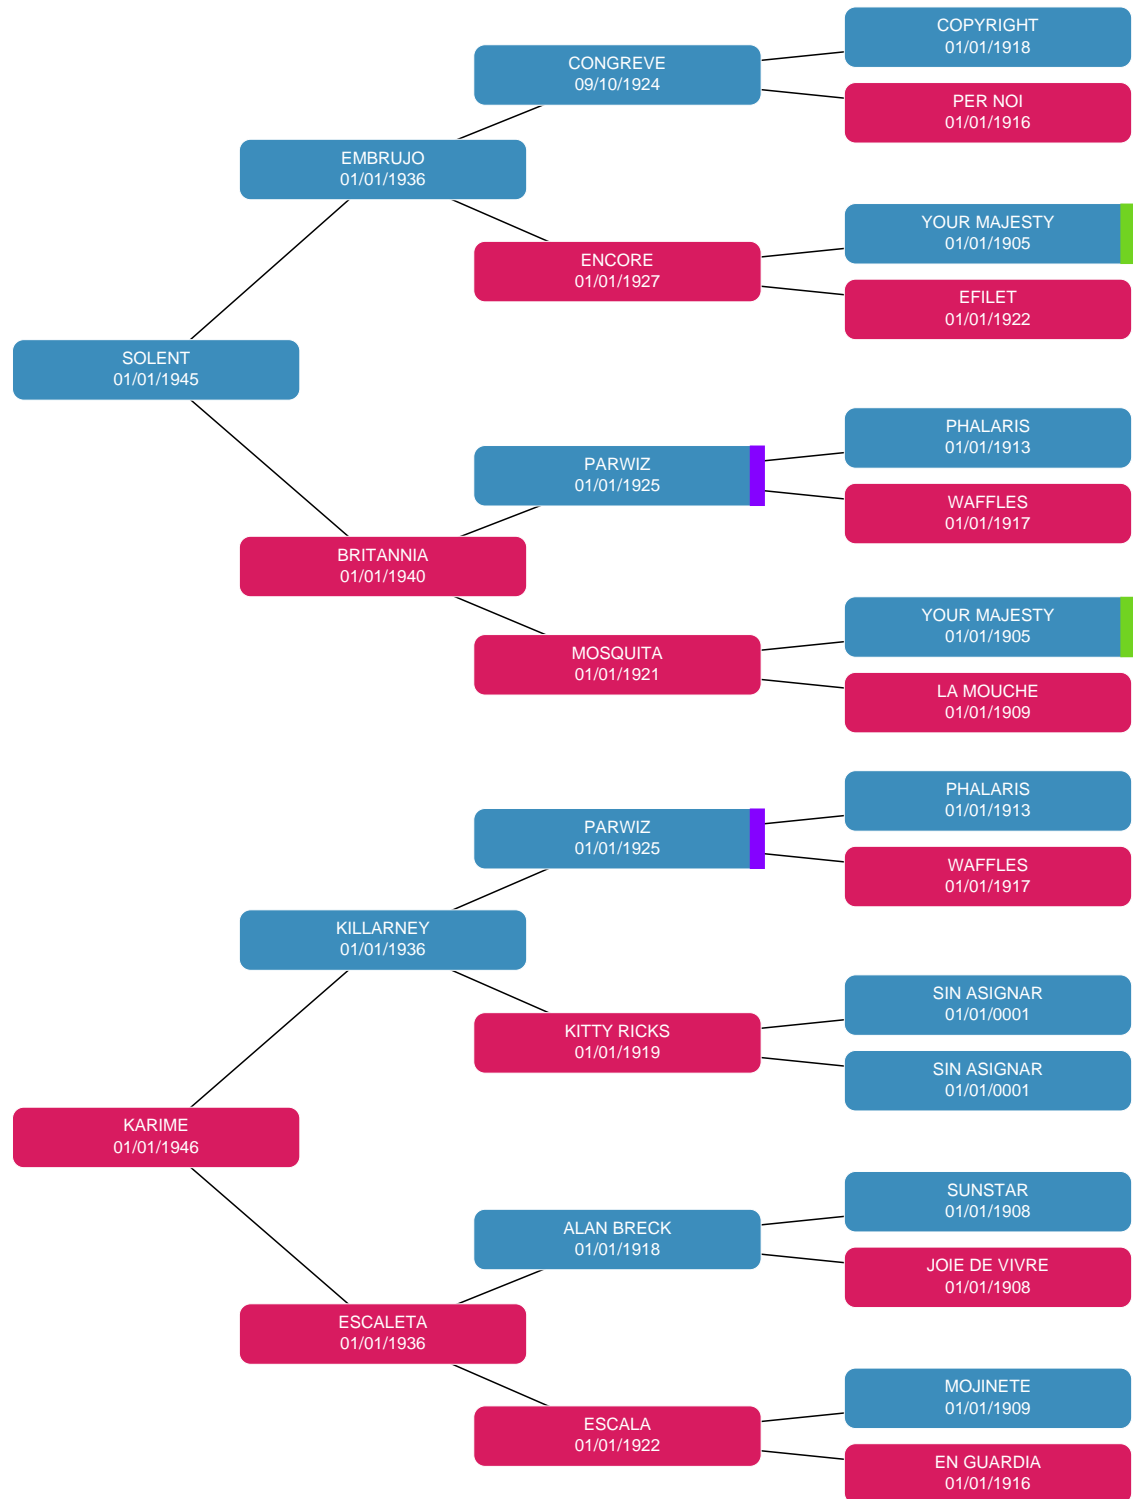 COPYRIGHT
01/01/1918
CONGREVE
09/10/1924
PER NOI
01/01/1916
EMBRUJO
01/01/1936
YOUR MAJESTY
01/01/1905
ENCORE
01/01/1927
EFILET
01/01/1922
SOLENT
01/01/1945
PHALARIS
01/01/1913
PARWIZ
01/01/1925
WAFFLES
01/01/1917
BRITANNIA
01/01/1940
YOUR MAJESTY
01/01/1905
MOSQUITA
01/01/1921
LA MOUCHE
01/01/1909
PHALARIS
01/01/1913
PARWIZ
01/01/1925
WAFFLES
01/01/1917
KILLARNEY
01/01/1936
SIN ASIGNAR
01/01/0001
KITTY RICKS
01/01/1919
SIN ASIGNAR
01/01/0001
KARIME
01/01/1946
SUNSTAR
01/01/1908
ALAN BRECK
01/01/1918
JOIE DE VIVRE
01/01/1908
ESCALETA
01/01/1936
MOJINETE
01/01/1909
ESCALA
01/01/1922
EN GUARDIA
01/01/1916